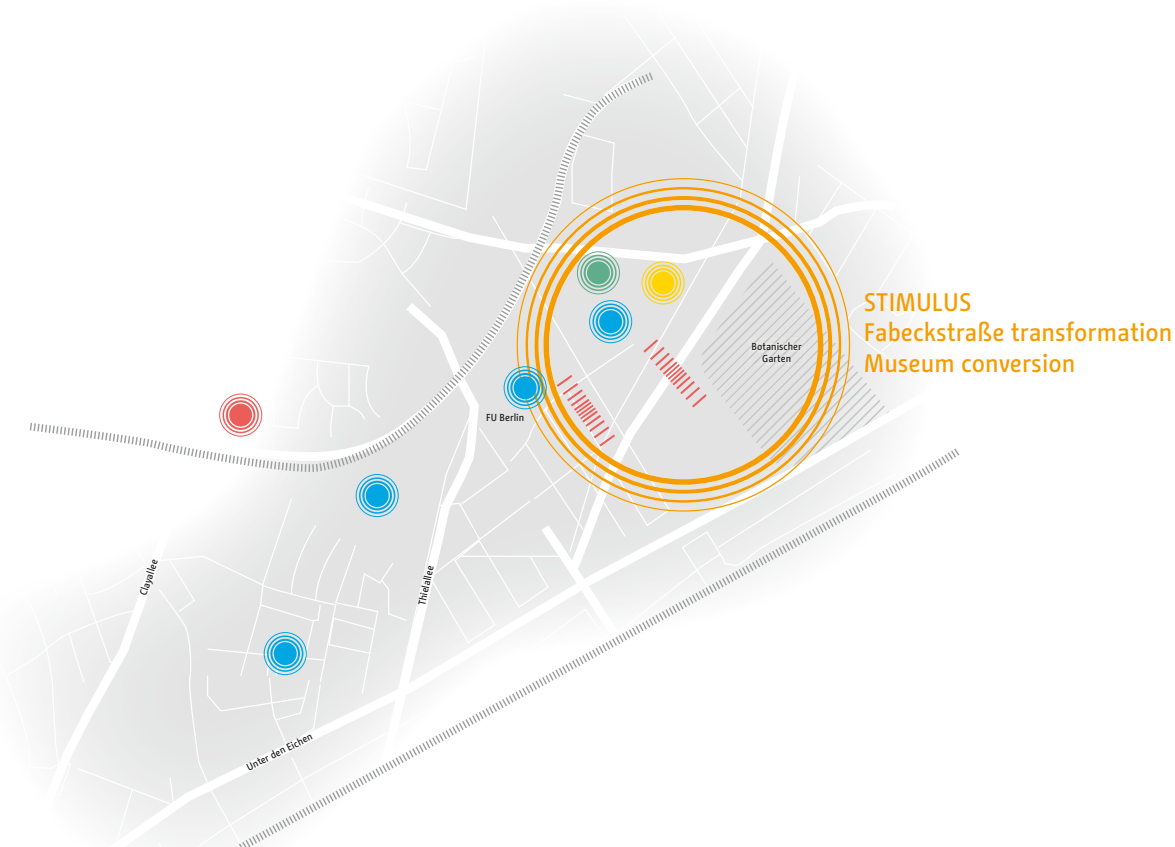 STIMULUS
Fabeckstraße transformation
Museum conversion
Botanischer
Garten
FU Berlin
Clayallee
Thielallee
Unter den Eichen